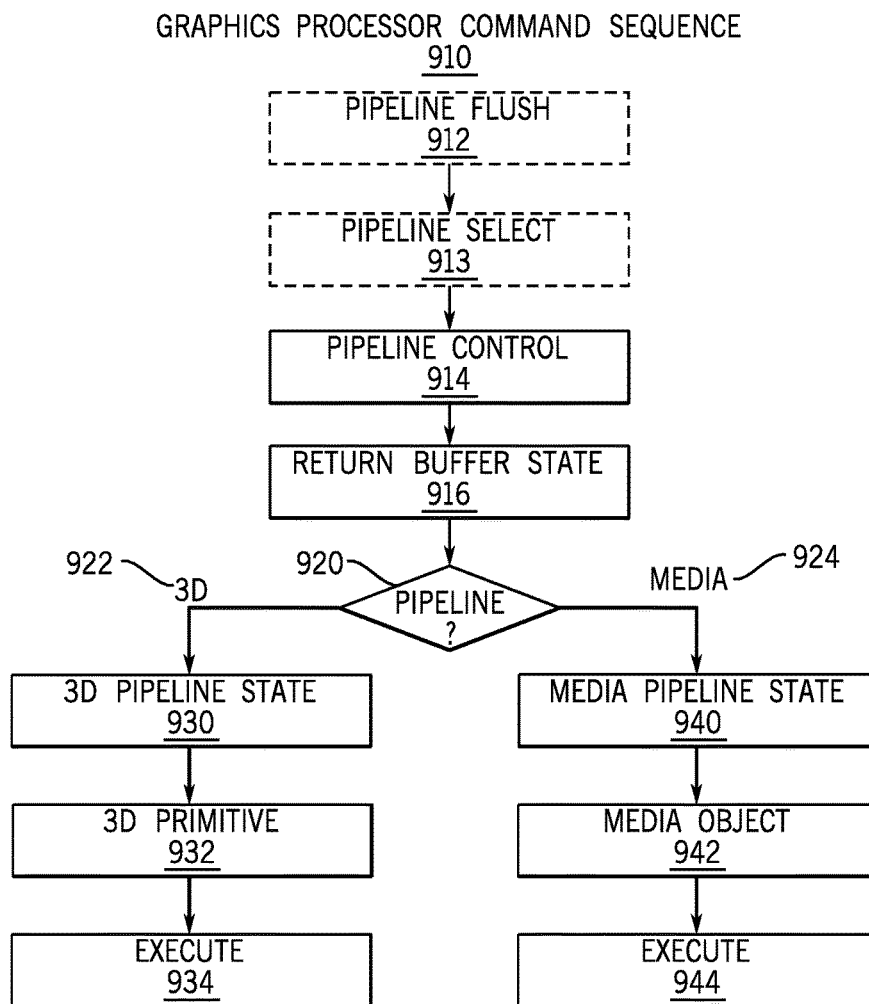 GRAPHICS PROCESSOR COMMAND SEQUENCE
910
PIPELINE FLUSH
912
PIPELINE SELECT
913
PIPELINE CONTROL
914
RETURN BUFFER STATE
916
922
3D
920
PIPELINE
?
MEDIA
924
3D PIPELINE STATE
930
3D PRIMITIVE
932
EXECUTE
934
MEDIA PIPELINE STATE
940
MEDIA OBJECT
942
EXECUTE
944